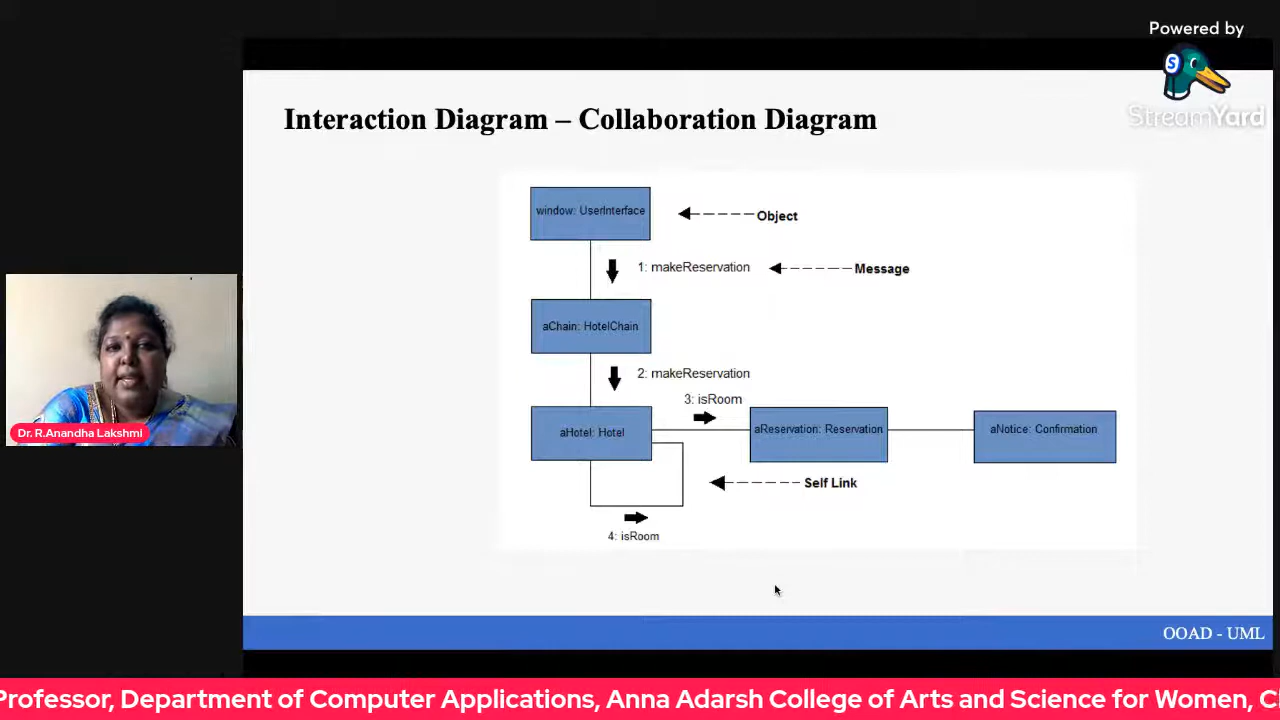 Powered by
StreamYard
Interaction Diagram – Collaboration Diagram
window: UserInterface
Object
1: makeReservation
Message
aChain: HotelChain
2: makeReservation
3: isRoom
aHotel: Hotel
aReservation: Reservation
aNotice: Confirmation
Self Link
4: isRoom
Dr. R.Anandha Lakshmi
OOAD - UML
Professor, Department of Computer Applications, Anna Adarsh College of Arts and Science for Women, C